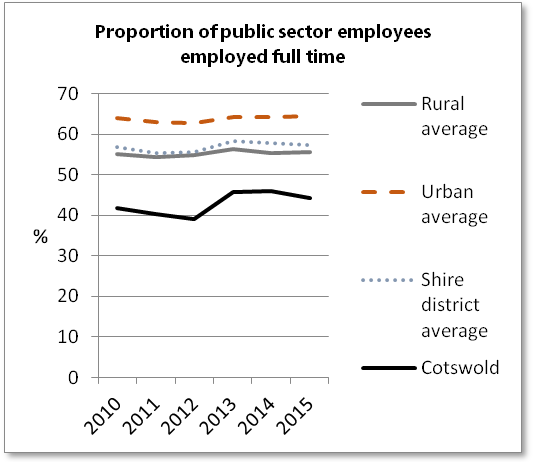 Proportion of public sector employees
employed full time
70
60
50
40
30
20
10
0
%
2010
2011
2012
2013
2014
2015
Rural
average
Urban
average
Shire
district
average
Cotswold